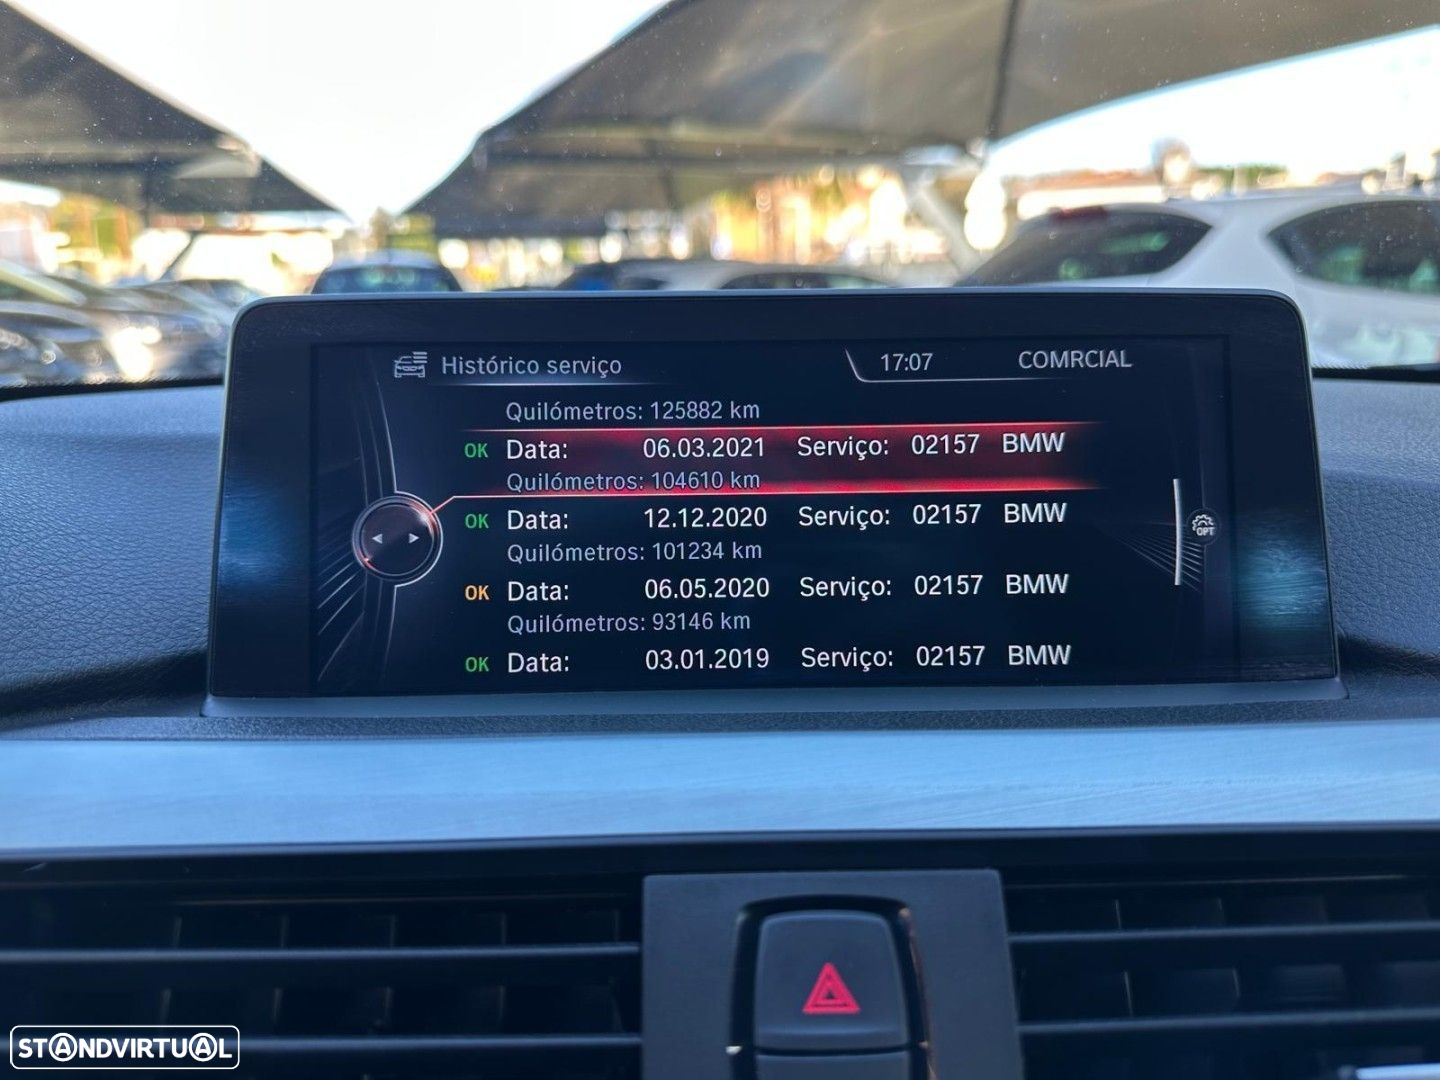 Histórico serviço 17:07 COMRCIAL
Quilómetros: 125882 km
OK Data: 06.03.2021 Serviço: 02157 BMW
Quilómetros: 104610 km
OK Data: 12.12.2020 Serviço: 02157 BMW
Quilómetros: 101234 km
OK Data: 06.05.2020 Serviço: 02157 BMW
Quilómetros: 93146 km
OK Data: 03.01.2019 Serviço: 02157 BMW
OPT
STANDVIRTUAL